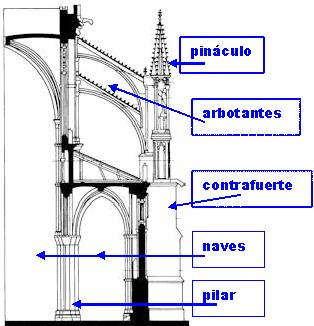 pináculo
arbotantes
contrafuerte
naves
pilar